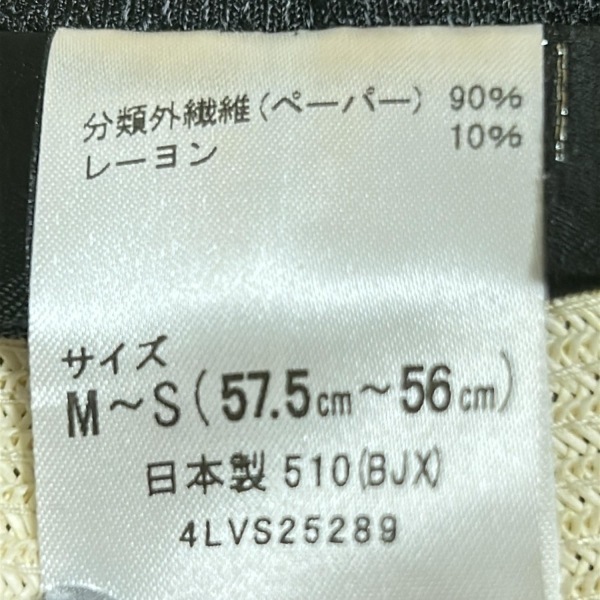 分類外繊維(ペーパー) 90%
レーヨン 10%
サイズ
M～S(57.5cm～56cm)
日本製 510(BJX)
4LVS25289